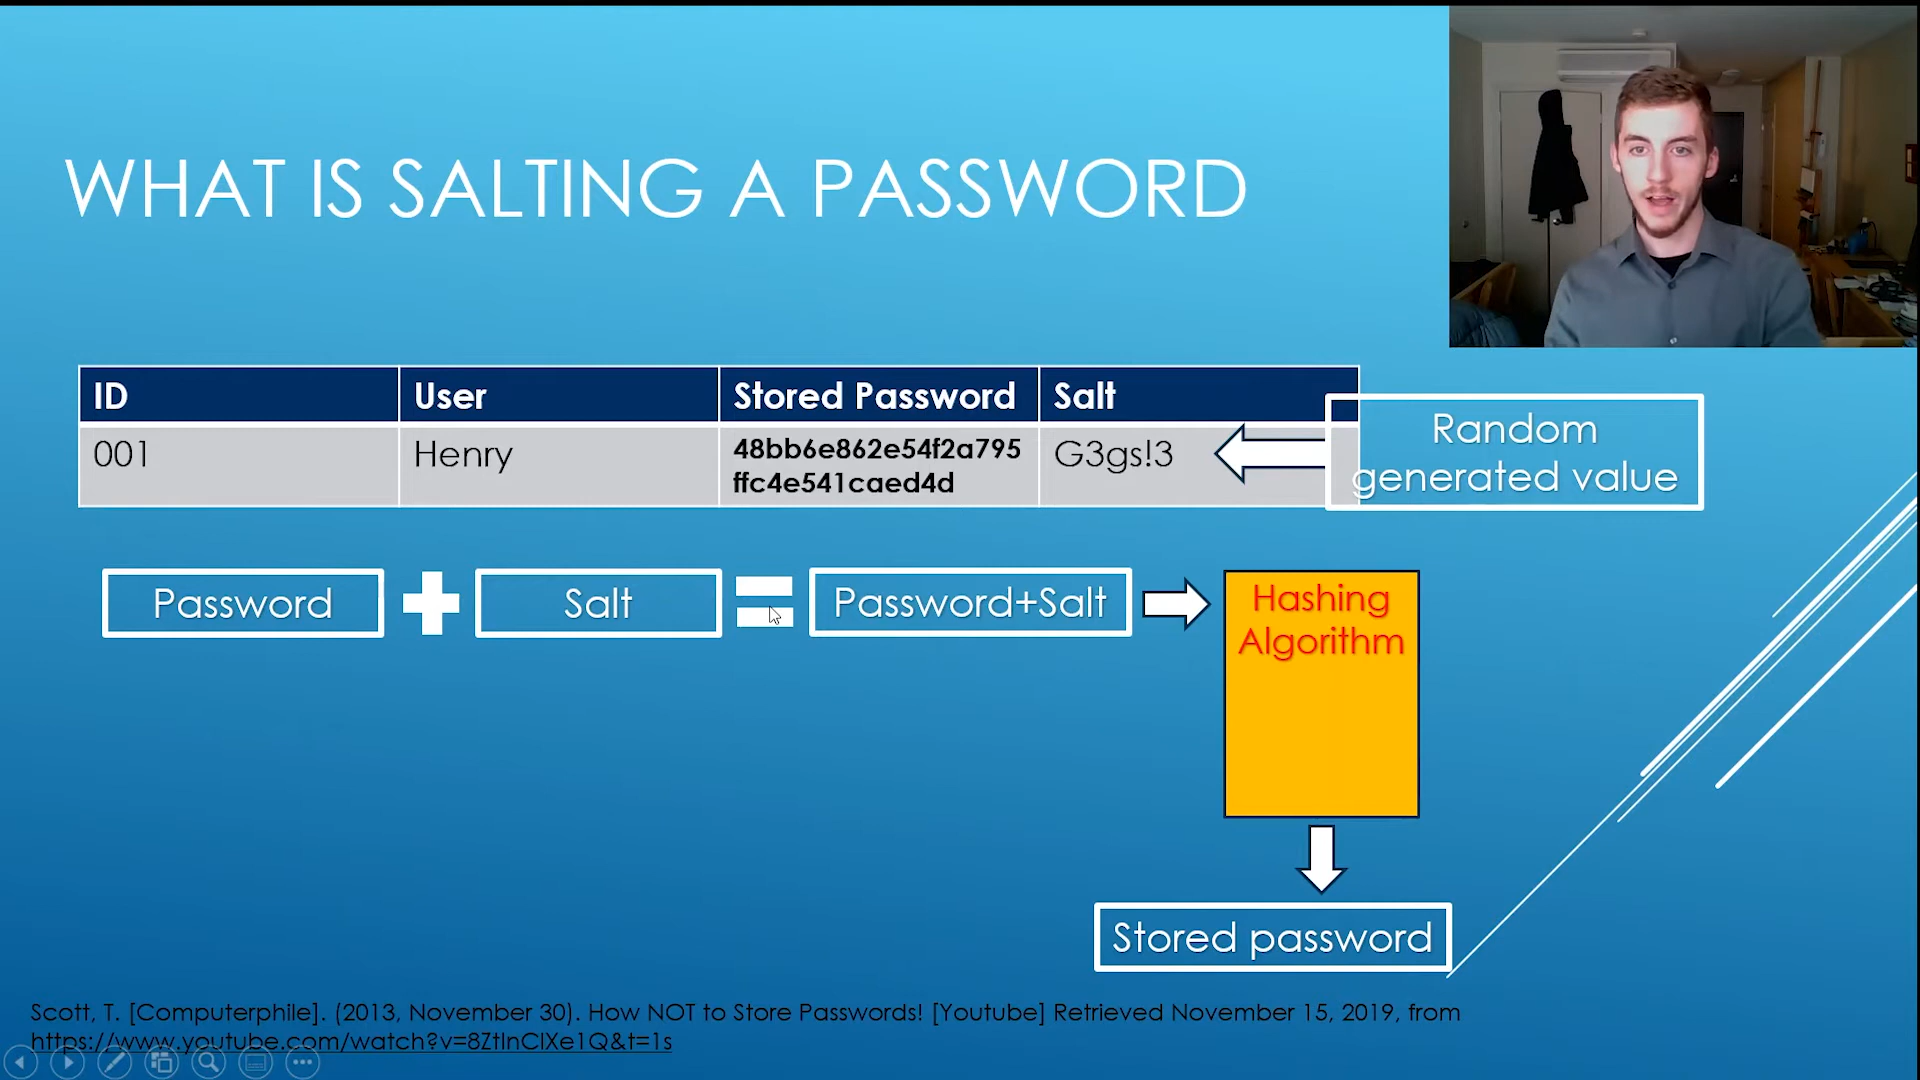 WHAT IS SALTING A PASSWORD
ID User Stored Password Salt
001 Henry 48bb6e862e54f2a795 G3gs!3
ffc4e541caed4d
Random
generated value
Password Salt Password+Salt
Hashing
Algorithm
Stored password
Scott, T. [Computerphile]. (2013, November 30). How NOT to Store Passwords! [Youtube] Retrieved November 15, 2019, from
https://www.youtube.com/watch?v=8ZtInClXe1Q&t=1s